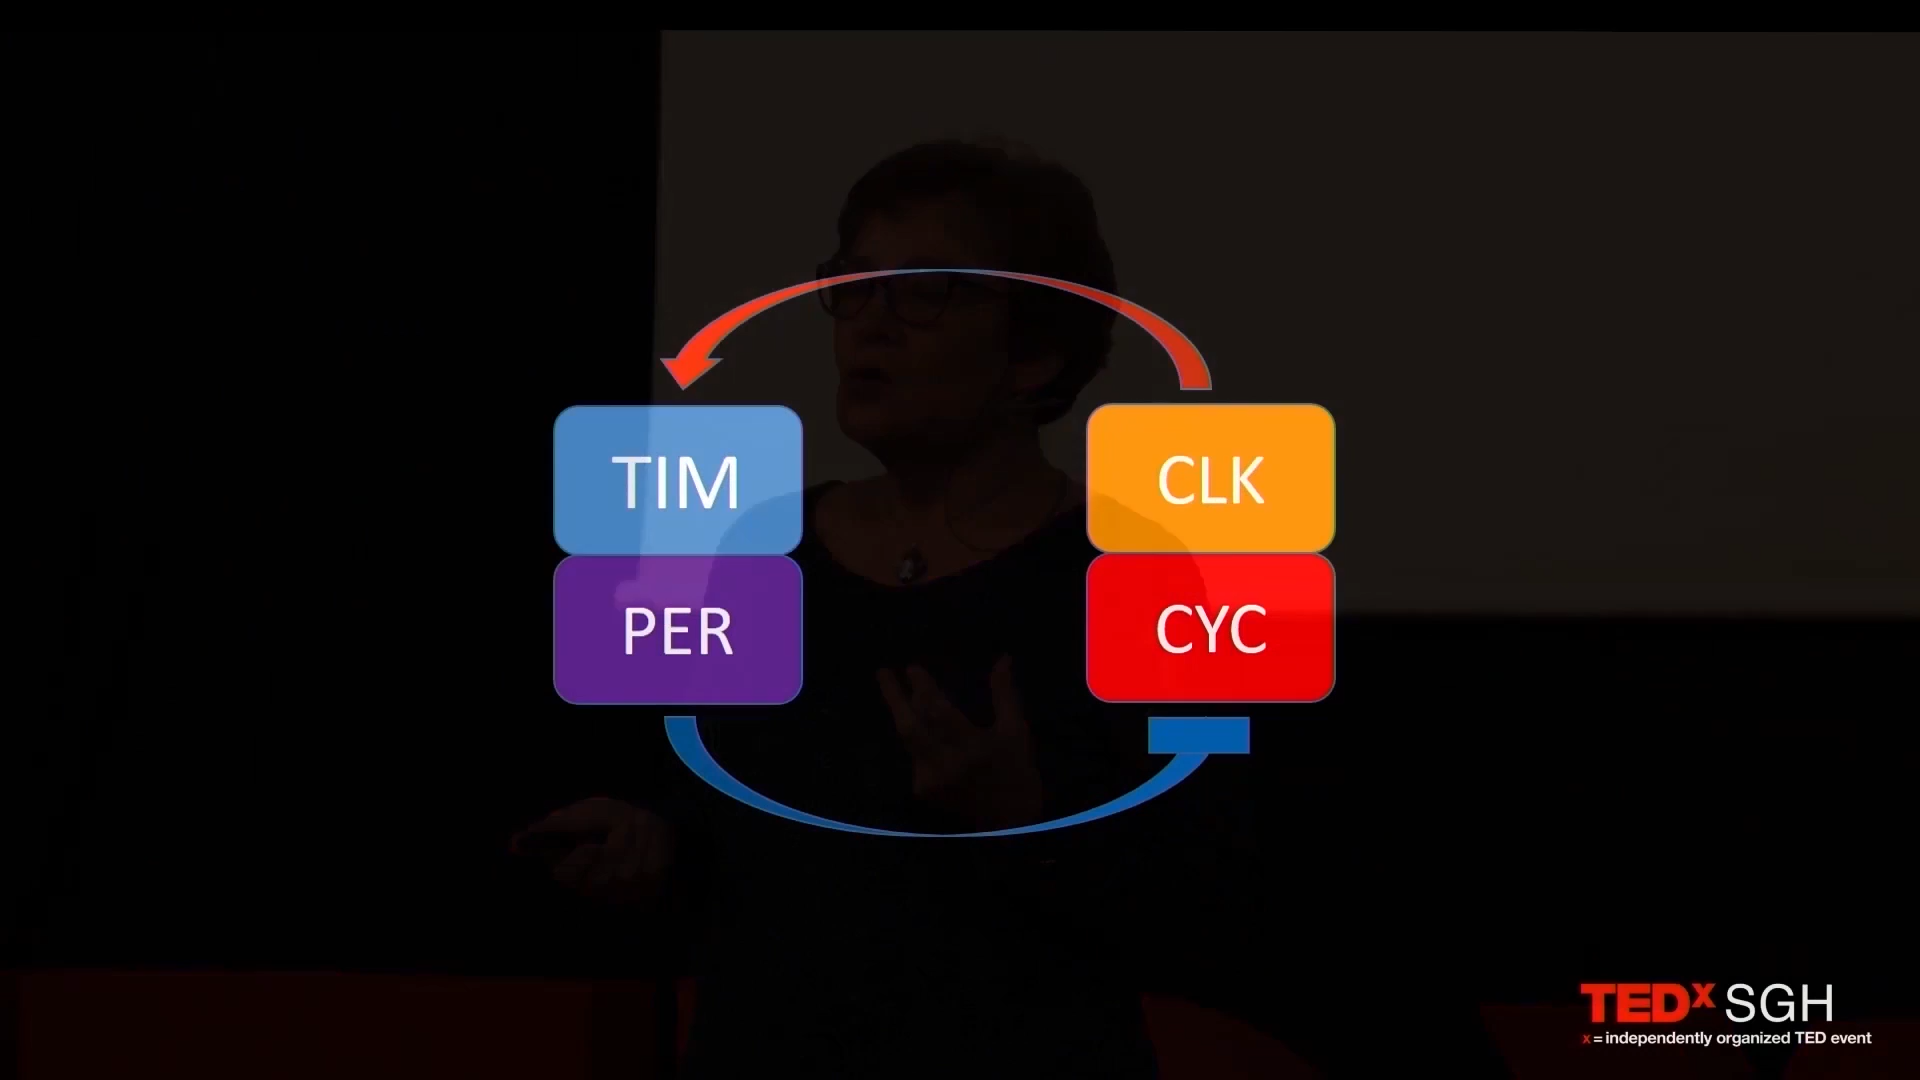 TIM
CLK
PER
CYC
TEDx SGH
x = independently organized TED event